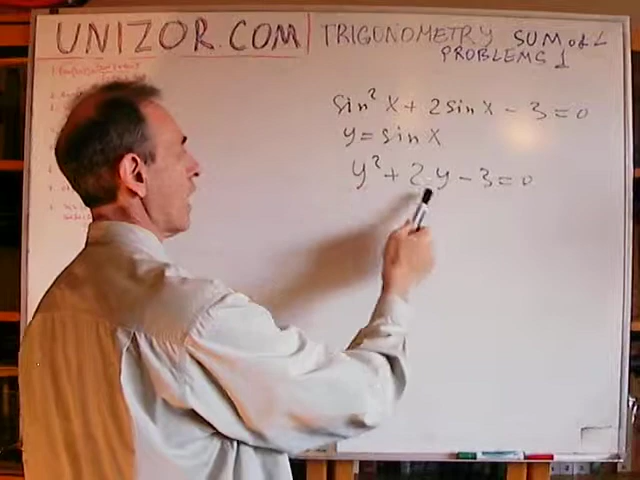 UNIZOR.COM | TRIGONOMETRY SUM of ∠
PROBLEMS 1
sin² x + 2 sin x - 3 = 0
y = sin x
y² + 2y - 3 = 0